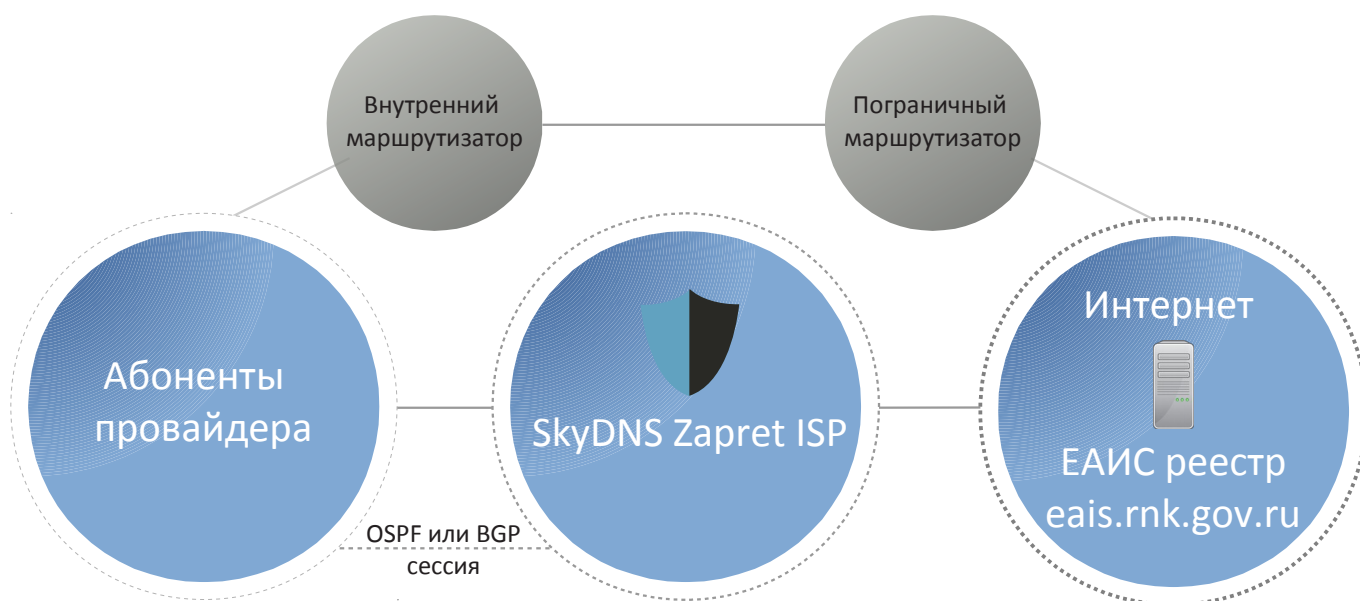 Внутренний
маршрутизатор
Пограничный
маршрутизатор
Абоненты
провайдера
SkyDNS Zapret ISP
Интернет
ЕАИС реестр
eais.rnk.gov.ru
OSPF или BGP
сессия